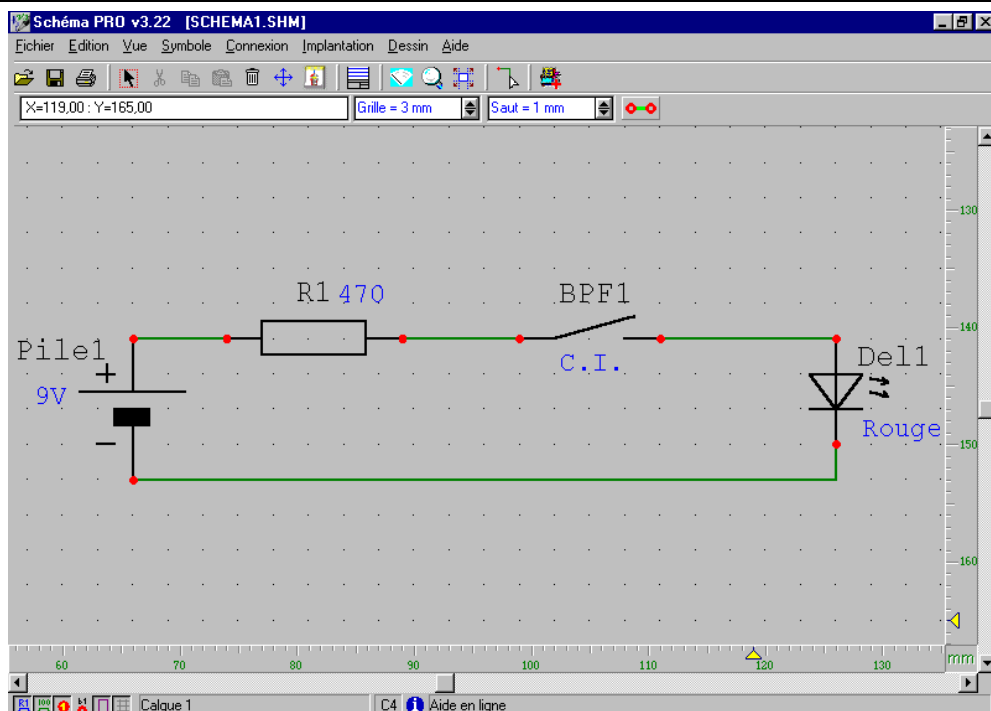 Schéma PRO v3.22 [SCHEMA1.SHM]
Fichier Edition Vue Symbole Connexion Implantation Dessin Aide
X=119,00 : Y=165,00 Grille = 3 mm Saut = 1 mm
130
R1 470 BPF1
140
Pile1 + C.I. Del1
9V
Rouge
150
160
60 70 80 90 100 110 120 130 mm
R1 100 Calque 1 C4 Aide en ligne